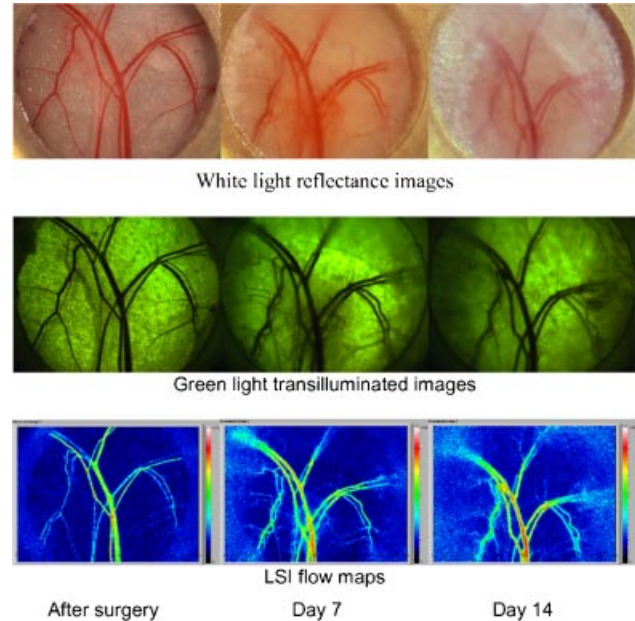 White light reflectance images
Green light transilluminated images
LSI flow maps
After surgery
Day 7
Day 14